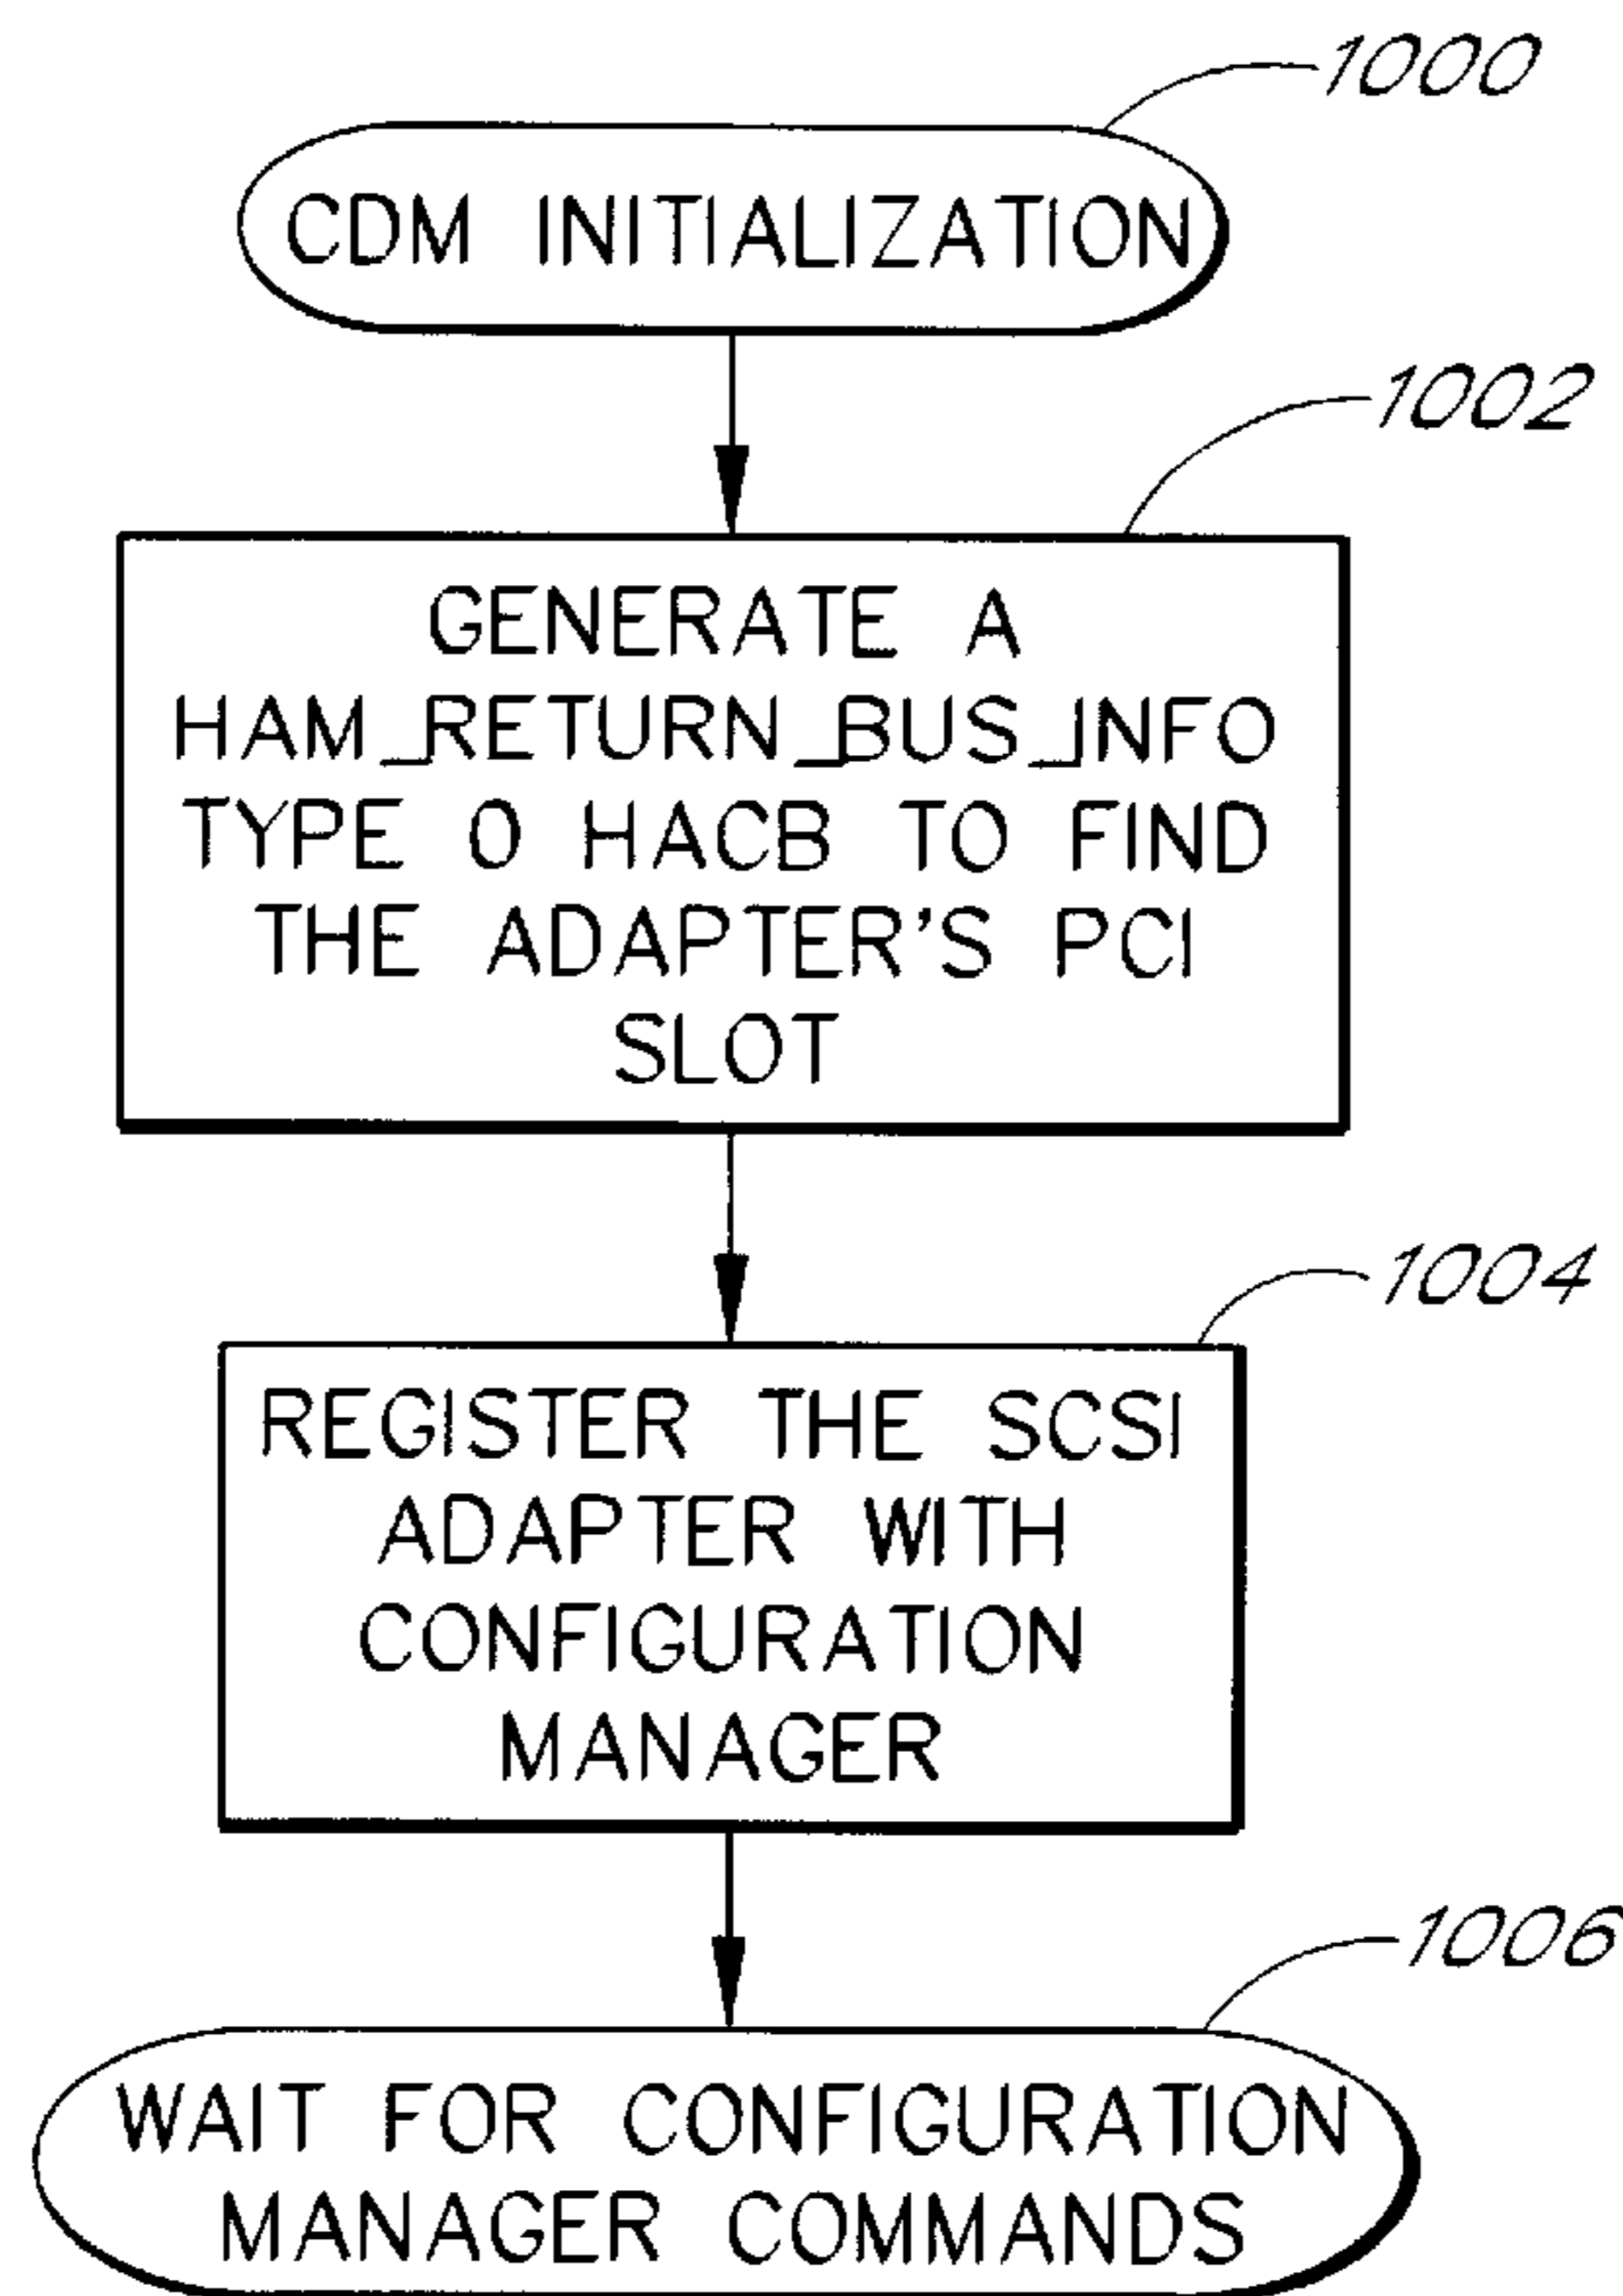 1000
CDM INITIALIZATION
1002
GENERATE A
HAM_RETURN_BUS_INFO
TYPE 0 HACB TO FIND
THE ADAPTER'S PCI
SLOT
1004
REGISTER THE SCSI
ADAPTER WITH
CONFIGURATION
MANAGER
1006
WAIT FOR CONFIGURATION
MANAGER COMMANDS